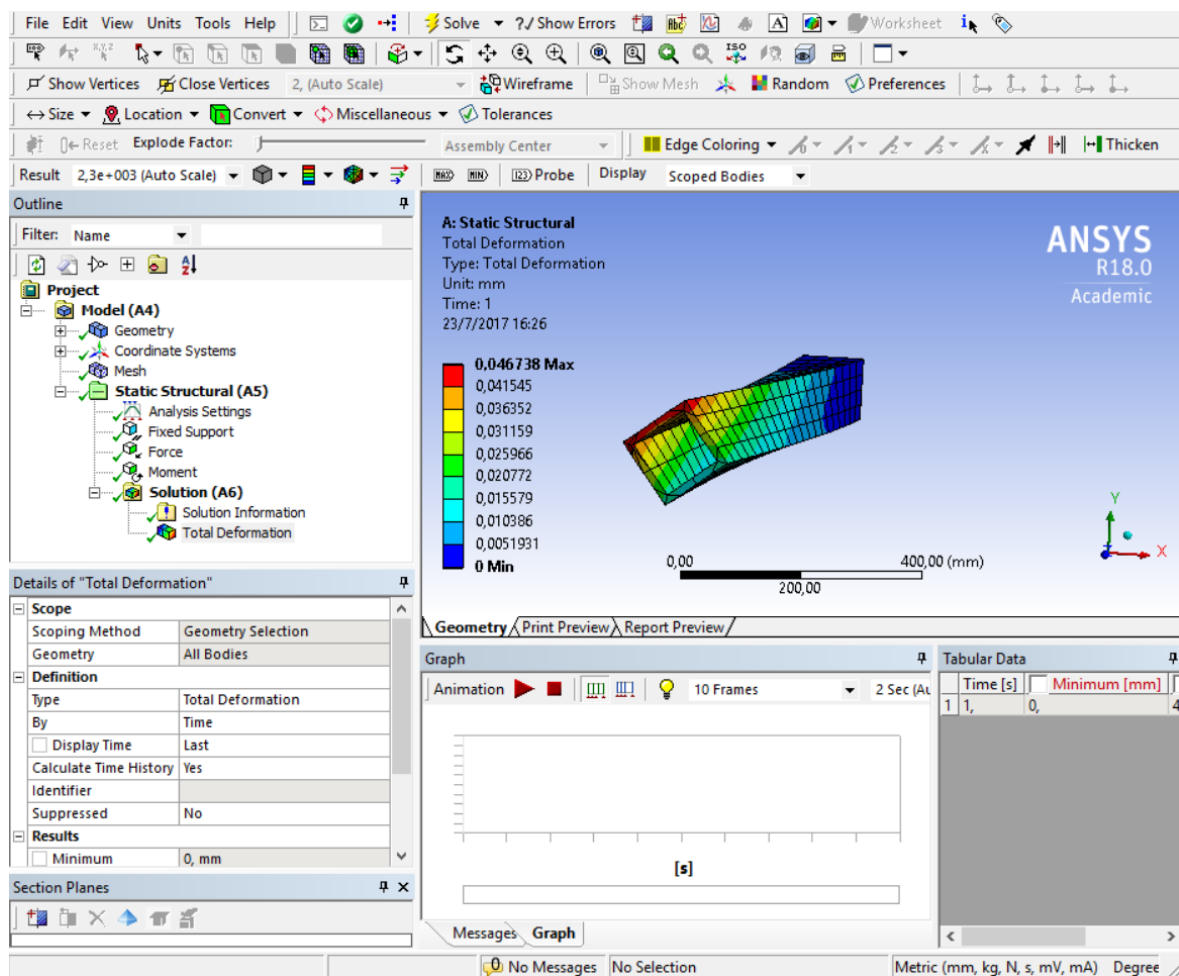 File Edit View Units Tools Help Solve ?/ Show Errors Worksheet
Show Vertices Close Vertices 2, (Auto Scale) Wireframe Show Mesh Random Preferences
Size Location Convert Miscellaneous Tolerances
Reset Explode Factor: Assembly Center Edge Coloring Thicken
Result 2,3e+003 (Auto Scale) MAX MIN 123 Probe Display Scoped Bodies
Outline
Filter: Name
Project
Model (A4)
Geometry
Coordinate Systems
Mesh
Static Structural (A5)
Analysis Settings
Fixed Support
Force
Moment
Solution (A6)
Solution Information
Total Deformation
A: Static Structural
Total Deformation
Type: Total Deformation
Unit: mm
Time: 1
23/7/2017 16:26
ANSYS
R18.0
Academic
0,046738 Max
0,041545
0,036352
0,031159
0,025966
0,020772
0,015579
0,010386
0,0051931
0 Min
0,00 400,00 (mm)
200,00
Y
X
Geometry Print Preview Report Preview
Details of "Total Deformation"
Scope
Scoping Method Geometry Selection
Geometry All Bodies
Definition
Type Total Deformation
By Time
Display Time Last
Calculate Time History Yes
Identifier
Suppressed No
Results
Minimum 0, mm
Section Planes
Graph
Animation 10 Frames 2 Sec (Au
[s]
Messages Graph
Tabular Data
Time [s] Minimum [mm]
1 1, 0, 4
0 No Messages No Selection Metric (mm, kg, N, s, mV, mA) Degree